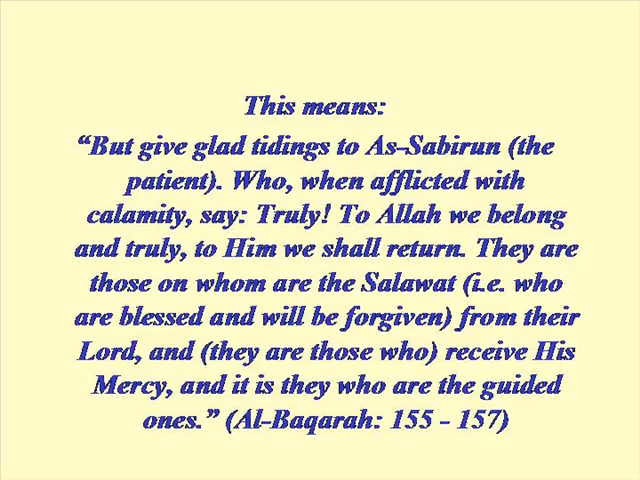 This means:
“But give glad tidings to As-Sabirun (the
patient). Who, when afflicted with
calamity, say: Truly! To Allah we belong
and truly, to Him we shall return. They are
those on whom are the Salawat (i.e. who
are blessed and will be forgiven) from their
Lord, and (they are those who) receive His
Mercy, and it is they who are the guided
ones.” (Al-Baqarah: 155 - 157)